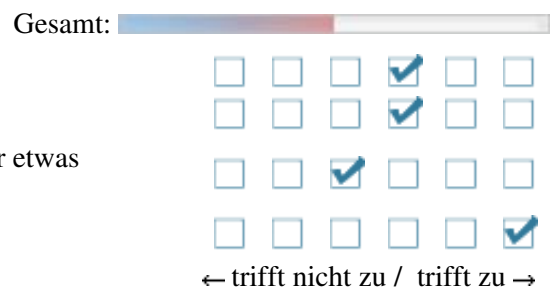 Gesamt:
r etwas
← trifft nicht zu / trifft zu →